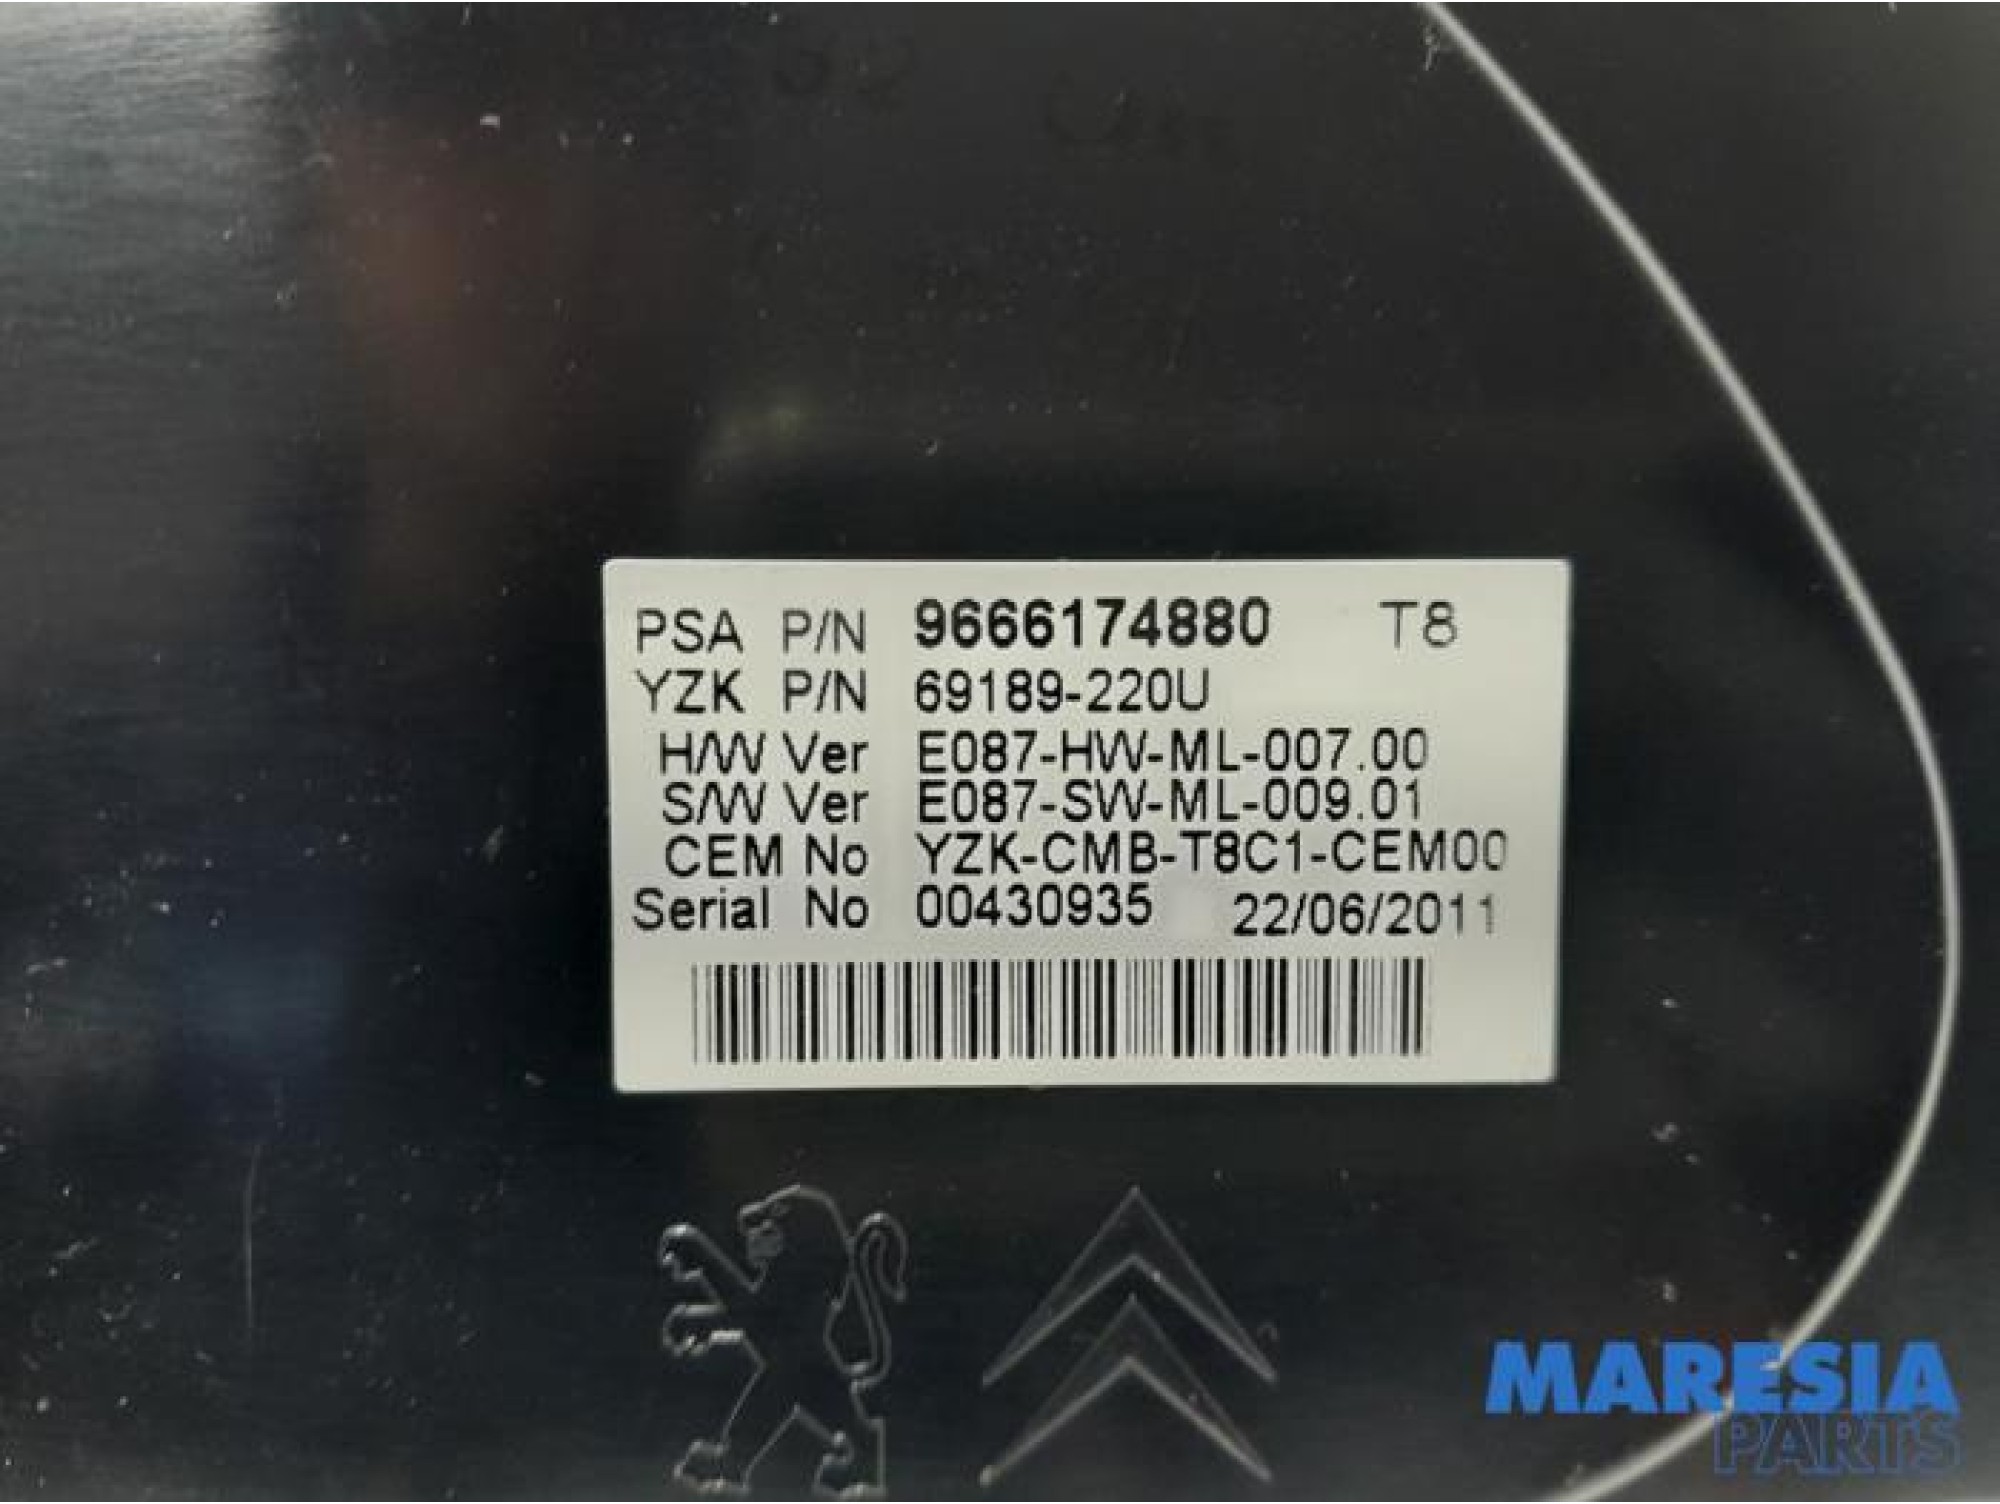 PSA P/N 9666174880 T8
YZK P/N 69189-220U
H/W Ver E087-HW-ML-007.00
S/W Ver E087-SW-ML-009.01
CEM No YZK-CMB-T8C1-CEM00
Serial No 00430935 22/06/2011
MARESIA
PARTS